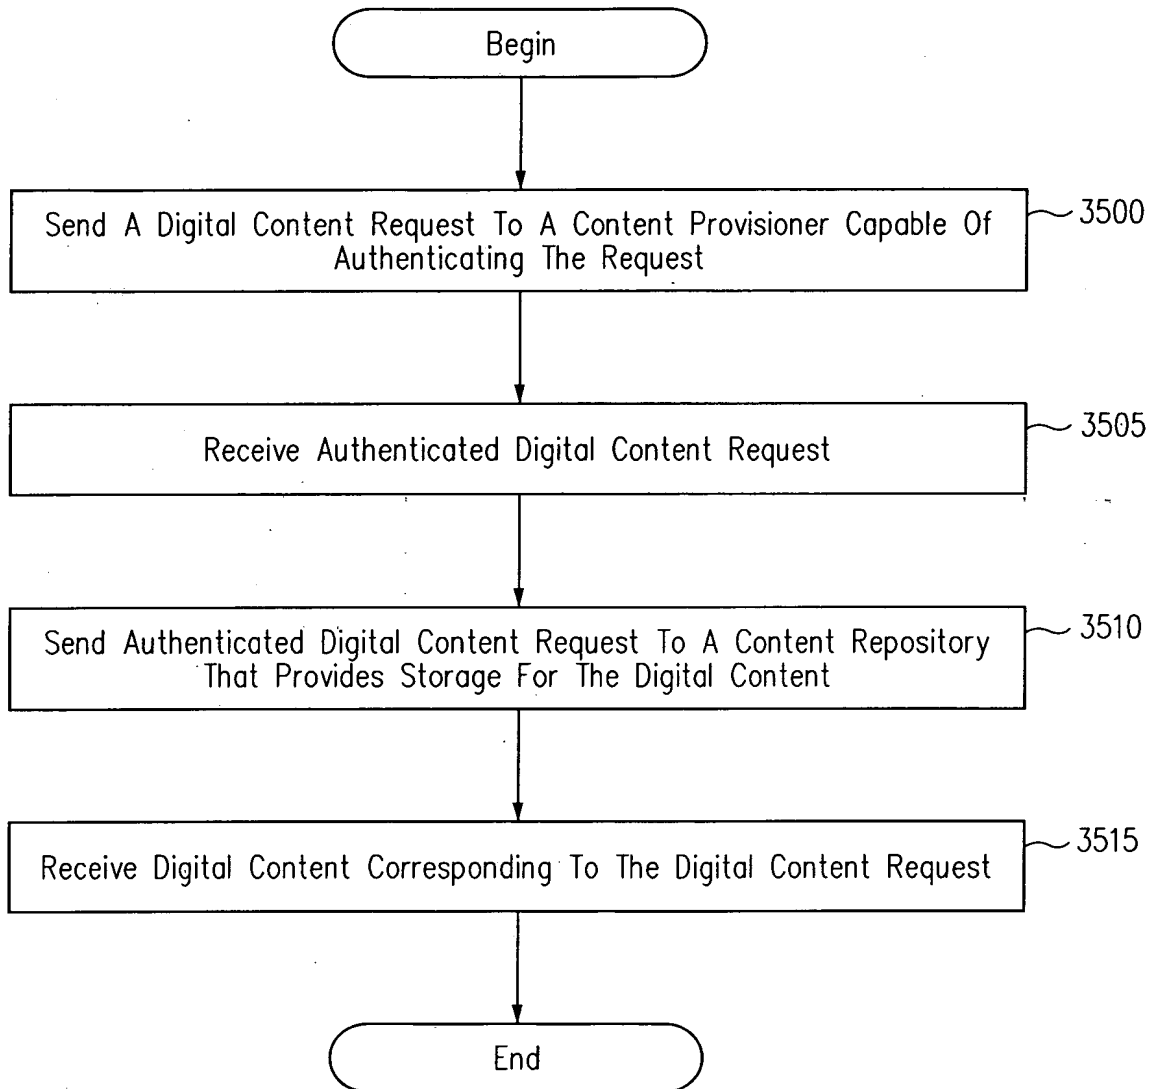 Begin
Send A Digital Content Request To A Content Provisioner Capable Of
Authenticating The Request
3500
Receive Authenticated Digital Content Request
3505
Send Authenticated Digital Content Request To A Content Repository
That Provides Storage For The Digital Content
3510
Receive Digital Content Corresponding To The Digital Content Request
3515
End